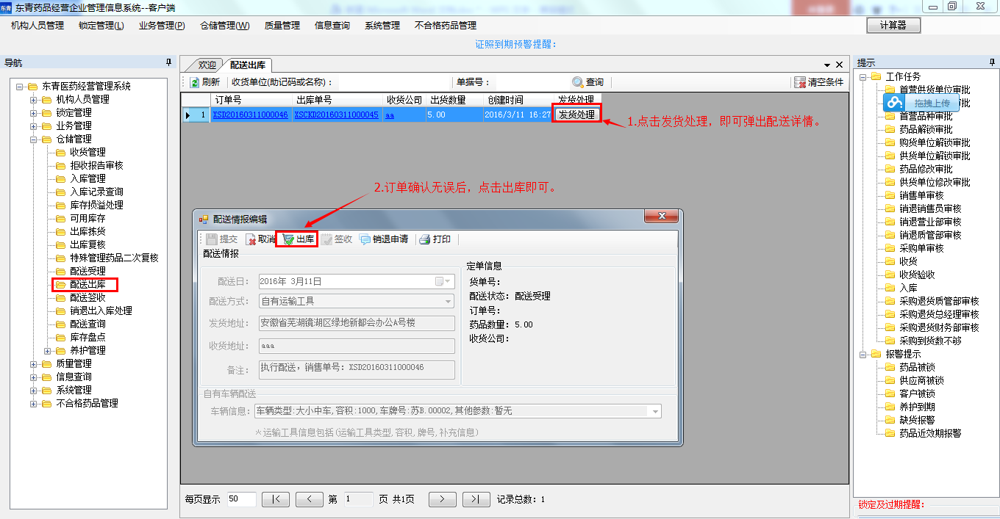 东青 东青药品经营企业管理信息系统--客户端
机构人员管理 锁定管理(L) 业务管理(P) 仓储管理(W) 质量管理 信息查询 系统管理 不合格药品管理 计算器
证照到期预警提醒：
导航
东青医药经营管理系统
机构人员管理
锁定管理
业务管理
仓储管理
收货管理
拒收报告审核
入库管理
入库记录查询
库存损溢处理
可用库存
出库拣货
出库复核
特殊管理药品二次复核
配送受理
配送出库
配送签收
销退出入库处理
配送查询
库存盘点
养护管理
质量管理
信息查询
系统管理
不合格药品管理
欢迎 配送出库
刷新 收货单位(助记码或名称)： 单据号： 查询 清空条件
订单号 出库单号 收货公司 出货数量 创建时间 发货处理
1 XSD20160311000046 XSCKD20160311000045 aa 5.00 2016/3/11 16:27 发货处理
1.点击发货处理，即可弹出配送详情。
2.订单确认无误后，点击出库即可。
配送情报编辑
提交 取消 出库 签收 销退申请 打印
配送情报
配送日： 2016年 3月11日
配送方式： 自有运输工具
发货地址： 安徽省芜湖镜湖区绿地新都会办公A号楼
收货地址： aaa
备注： 执行配送，销售单号：XSD20160311000046
定单信息
货单号：
配送状态：配送受理
订单号：
药品数量：5.00
收货公司：
自有车辆配送
车辆信息： 车辆类型:大小中车,容积:1000,车牌号:苏B.00002,其他参数:暂无
※运输工具信息包括(运输工具类型,容积,牌号,补充信息)
每页显示 50 |< < 第 1 页 共1页 > >| 记录总数：1
提示
工作任务
首营供货单位审批
批
拖拽上传
首营品种审批
药品解锁审批
购货单位解锁审批
供货单位解锁审批
药品修改审批
供货单位修改审批
销售单审核
销退销售员审核
销退营业部审核
销退质管部审核
采购单审核
收货
收货验收
入库
采购退货质管部审核
采购退货总经理审核
采购退货财务部审核
采购到货数不够
报警提示
药品被锁
供应商被锁
客户被锁
养护到期
缺货报警
药品近效期报警
锁定及过期提醒：